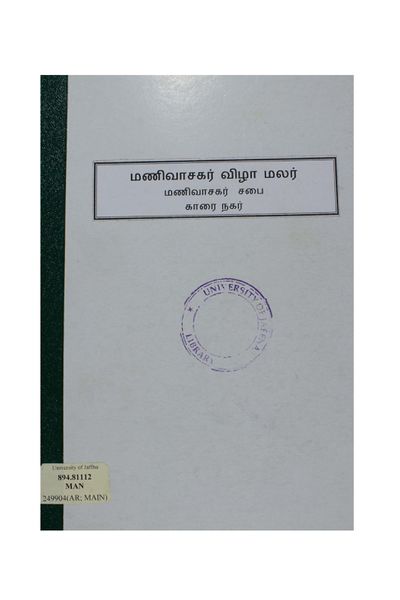 மணிவாசகர் விழா மலர்
மணிவாசகர் சபை
காரை நகர்
UNIVERSITY OF JAFFNA
LIBRARY
University of Jaffna
894.81112
MAN
249904(AR; MAIN)